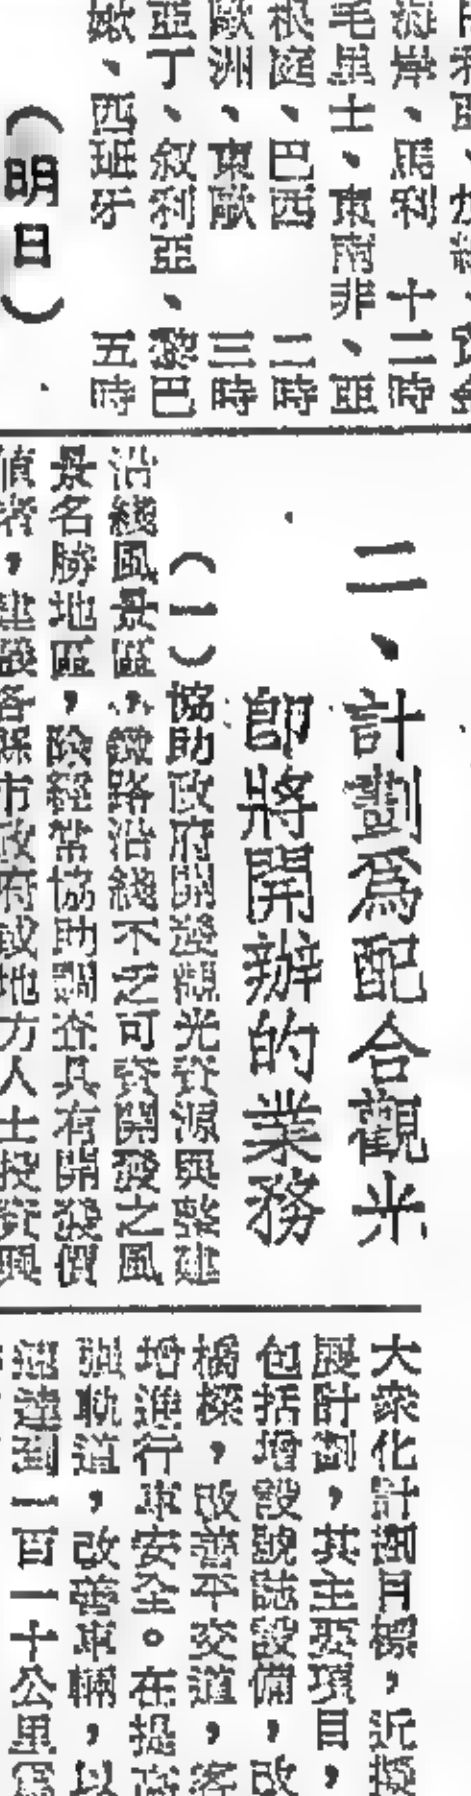 海岸、馬利　十二時
毛里士、東南非、亞
根廷、巴西　二時
歐洲、東歐　三時
亞丁、叙利亞、黎巴
嫩、西班牙　五時
（明日）
二、計劃為配合觀光
即將開辦的業務
（一）協助政府開發觀光資源與整建
沿綫風景區：鐵路沿綫不乏可資開發之風
景名勝地區，除經常協助調查具有開發價
值者，建設各縣市政府或地方人士投資興
大衆化計劃目標，近擬
展計劃，其主要項目，
包括增設號誌設備，改
橋樑，改善平交道，客
增進行車安全。在提高
軌道，改善車輛，以
速達到一百一十公里